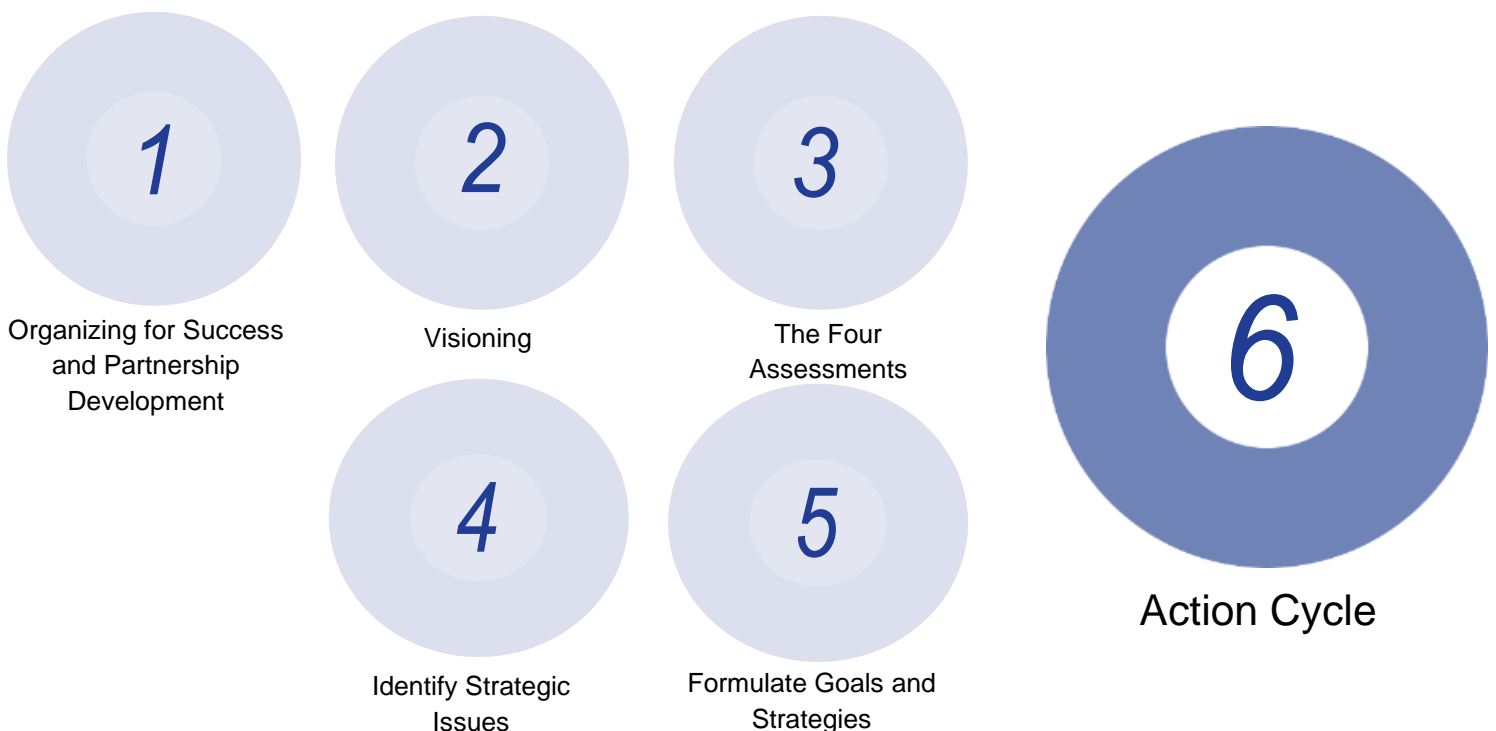 1
Organizing for Success
and Partnership
Development
2
Visioning
3
The Four
Assessments
4
Identify Strategic
Issues
5
Formulate Goals and
Strategies
6
Action Cycle